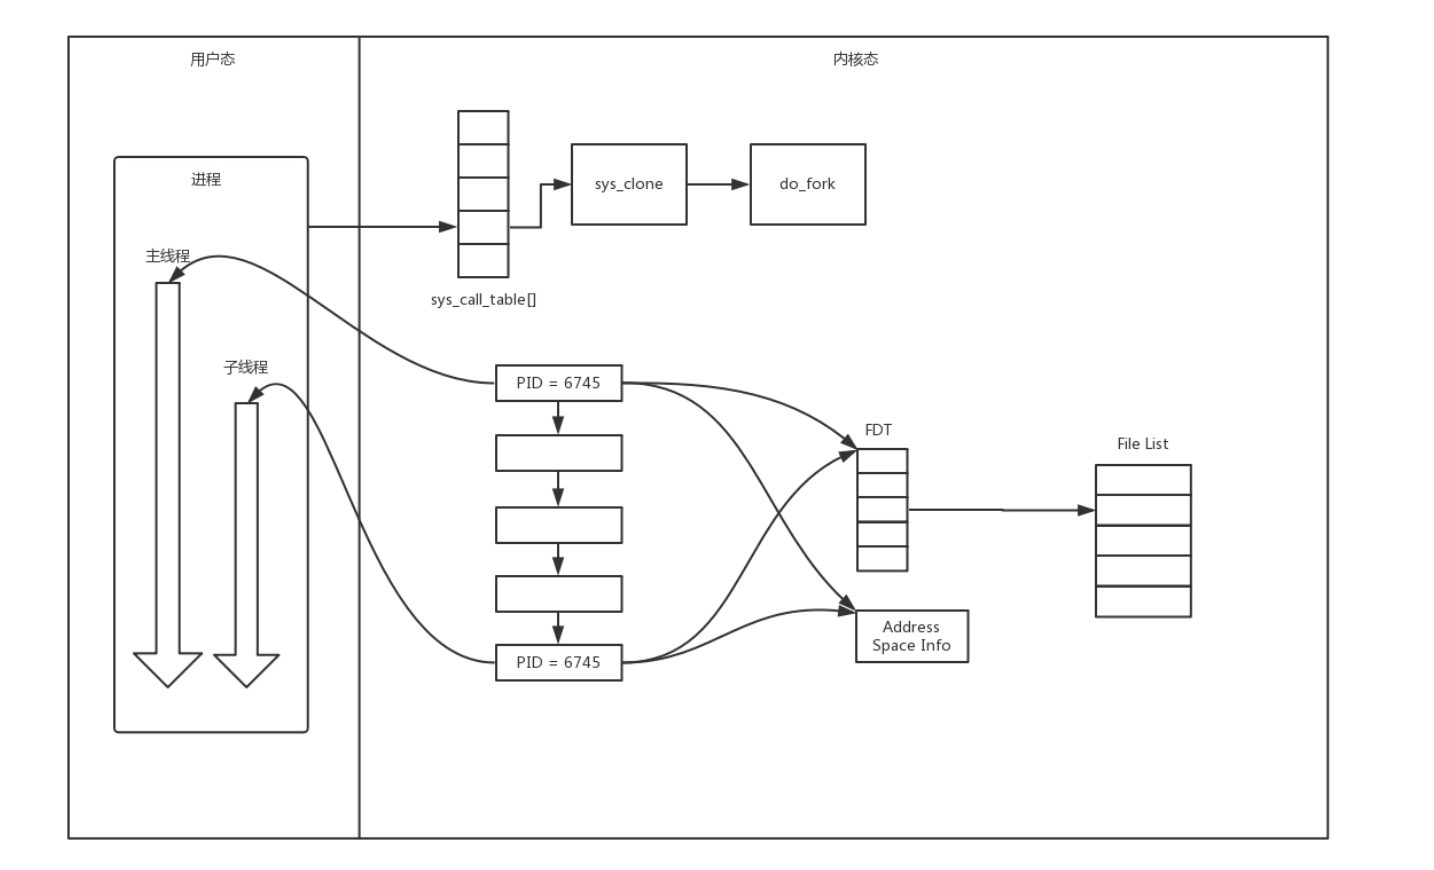 用户态
内核态
进程
sys_clone
do_fork
主线程
sys_call_table[]
子线程
PID = 6745
FDT
File List
Address
Space Info
PID = 6745